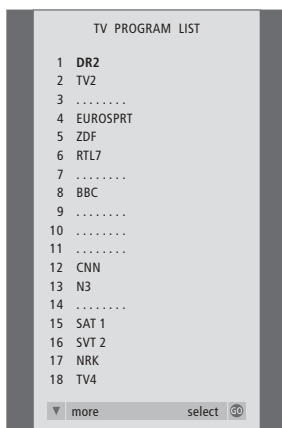 TV PROGRAM LIST
1 DR2
2 TV2
3 . . . . . . . .
4 EUROSPRT
5 ZDF
6 RTL7
7 . . . . . . . .
8 BBC
9 . . . . . . . .
10 . . . . . . . .
11 . . . . . . . .
12 CNN
13 N3
14 . . . . . . . .
15 SAT 1
16 SVT 2
17 NRK
18 TV4
▼ more select GO